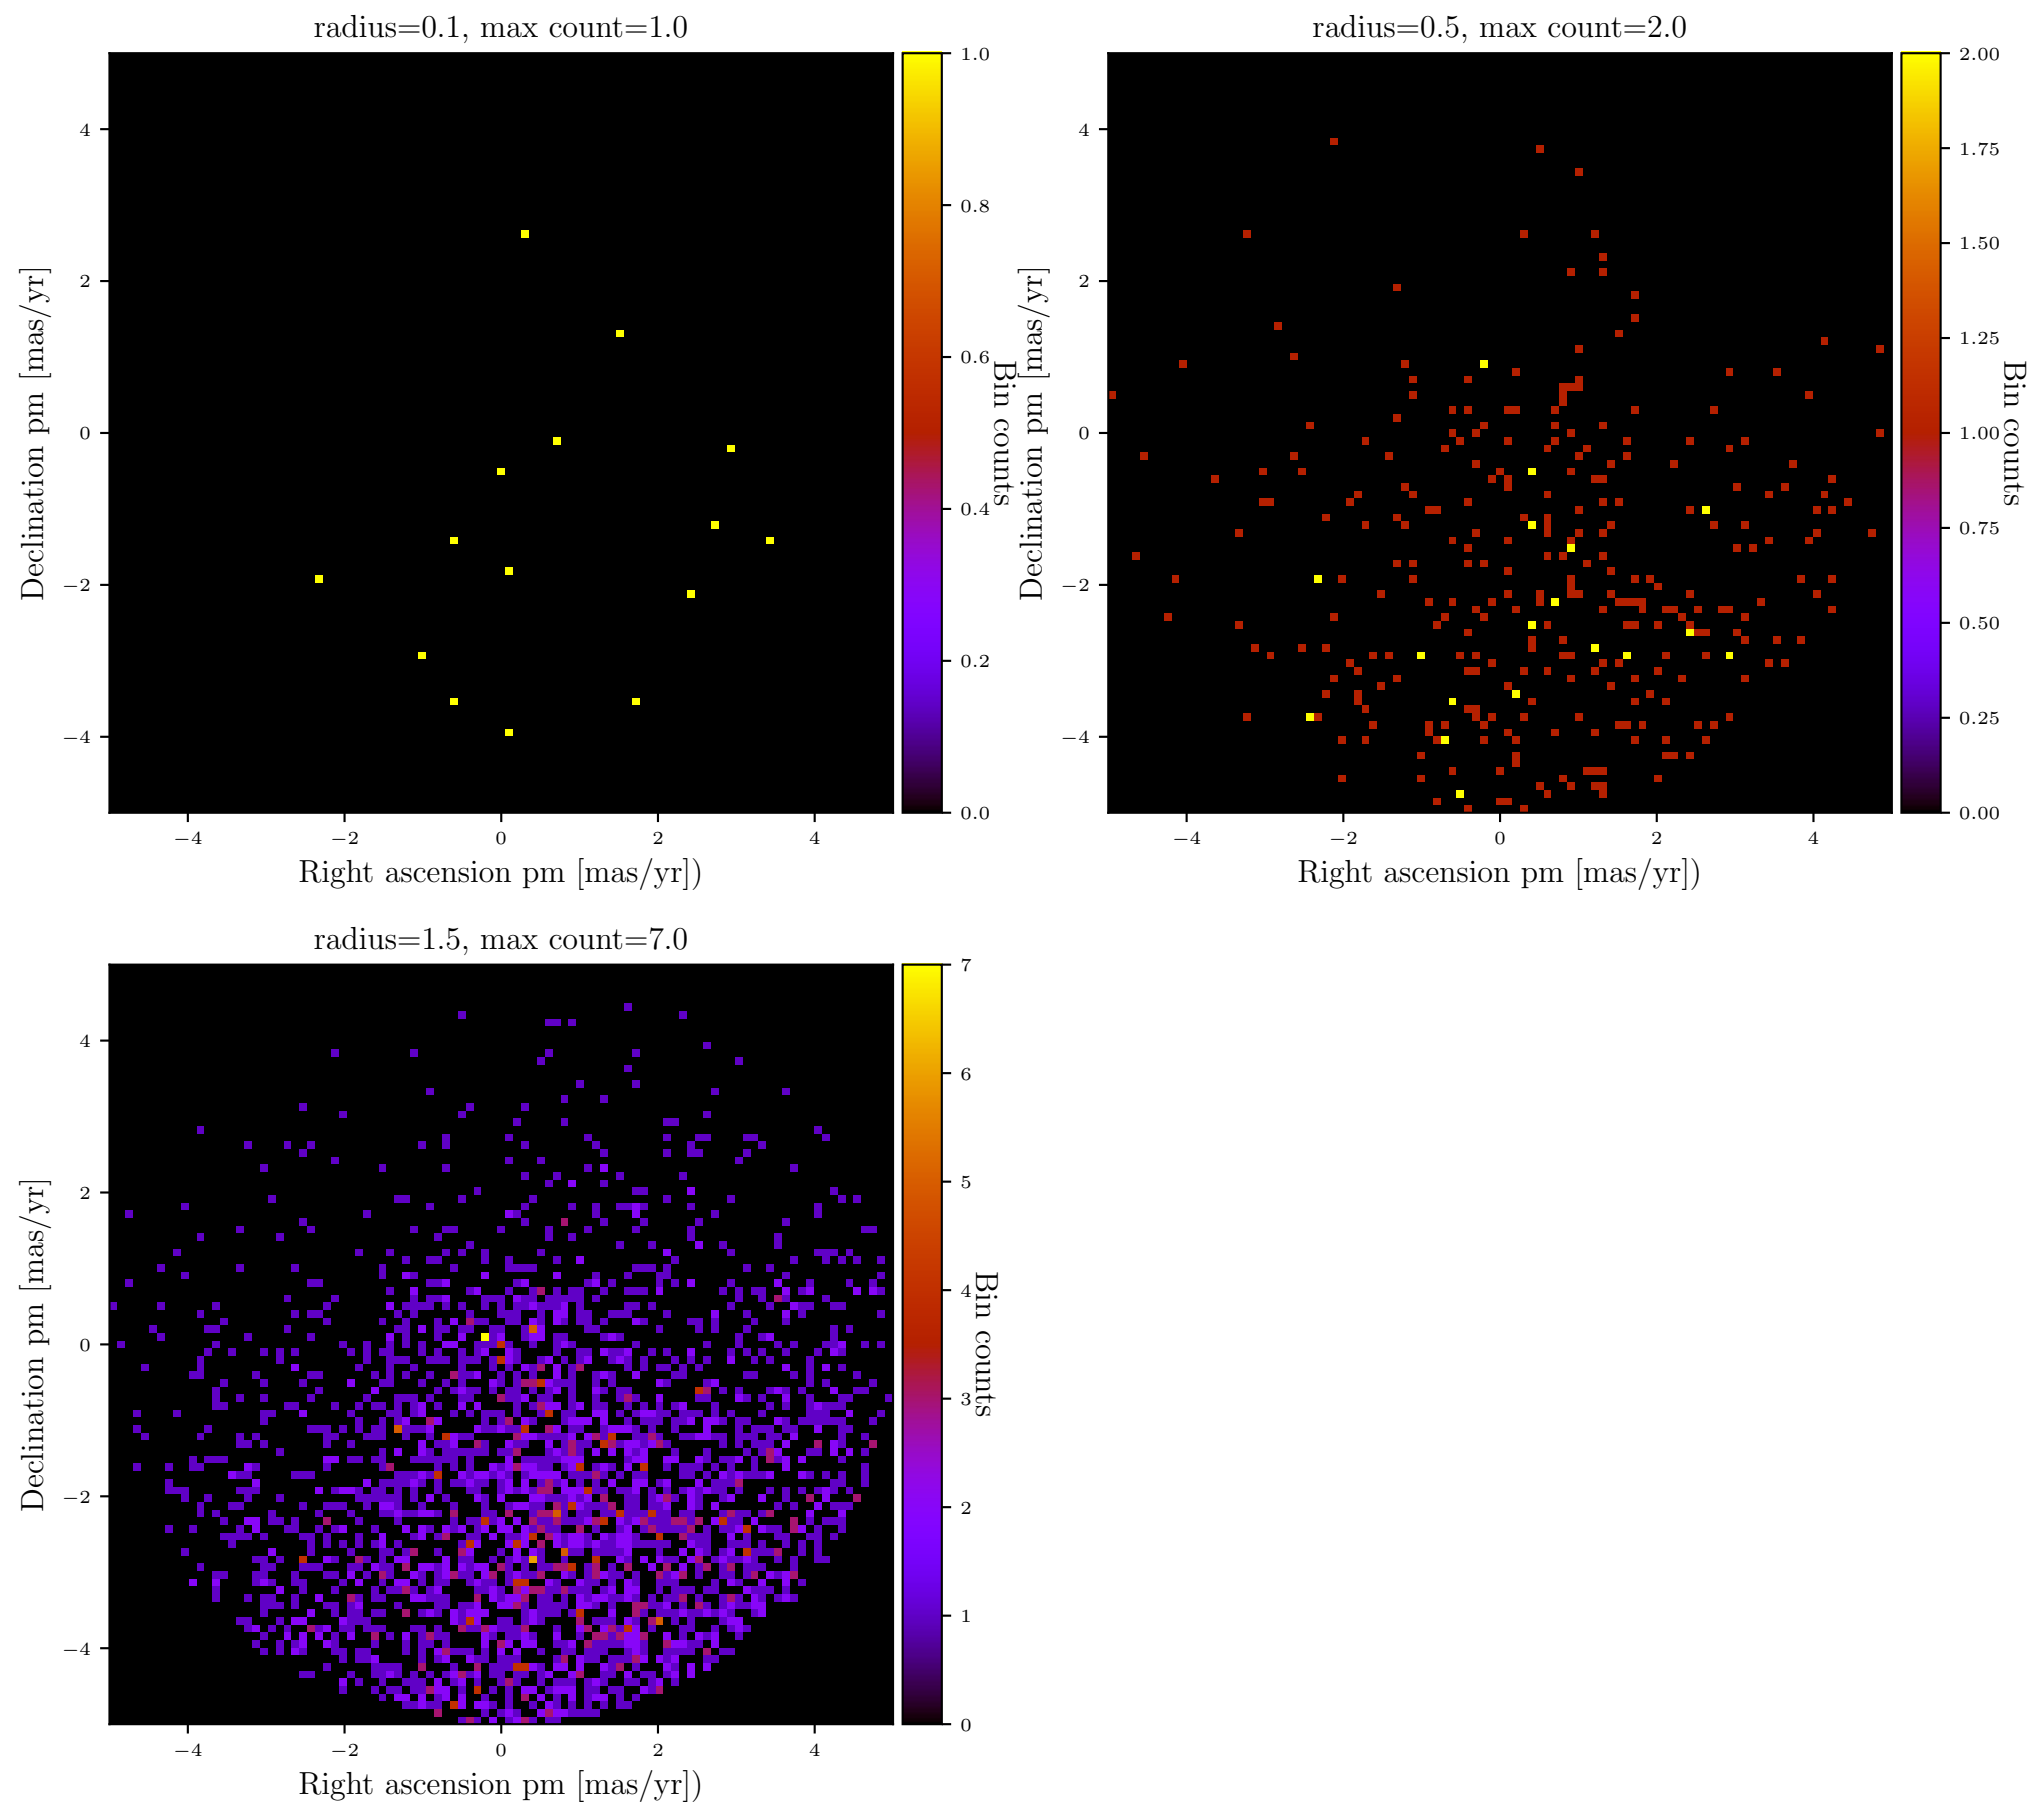 radius=0.1, max count=1.0
1.0
0.8
0.6
0.4
0.2
0.0
Bin counts
4
2
0
−2
−4
Declination pm [mas/yr]
−4 −2 0 2 4
Right ascension pm [mas/yr])
radius=0.5, max count=2.0
2.00
1.75
1.50
1.25
1.00
0.75
0.50
0.25
0.00
Bin counts
4
2
0
−2
−4
Declination pm [mas/yr]
−4 −2 0 2 4
Right ascension pm [mas/yr])
radius=1.5, max count=7.0
7
6
5
4
3
2
1
0
Bin counts
4
2
0
−2
−4
Declination pm [mas/yr]
−4 −2 0 2 4
Right ascension pm [mas/yr])